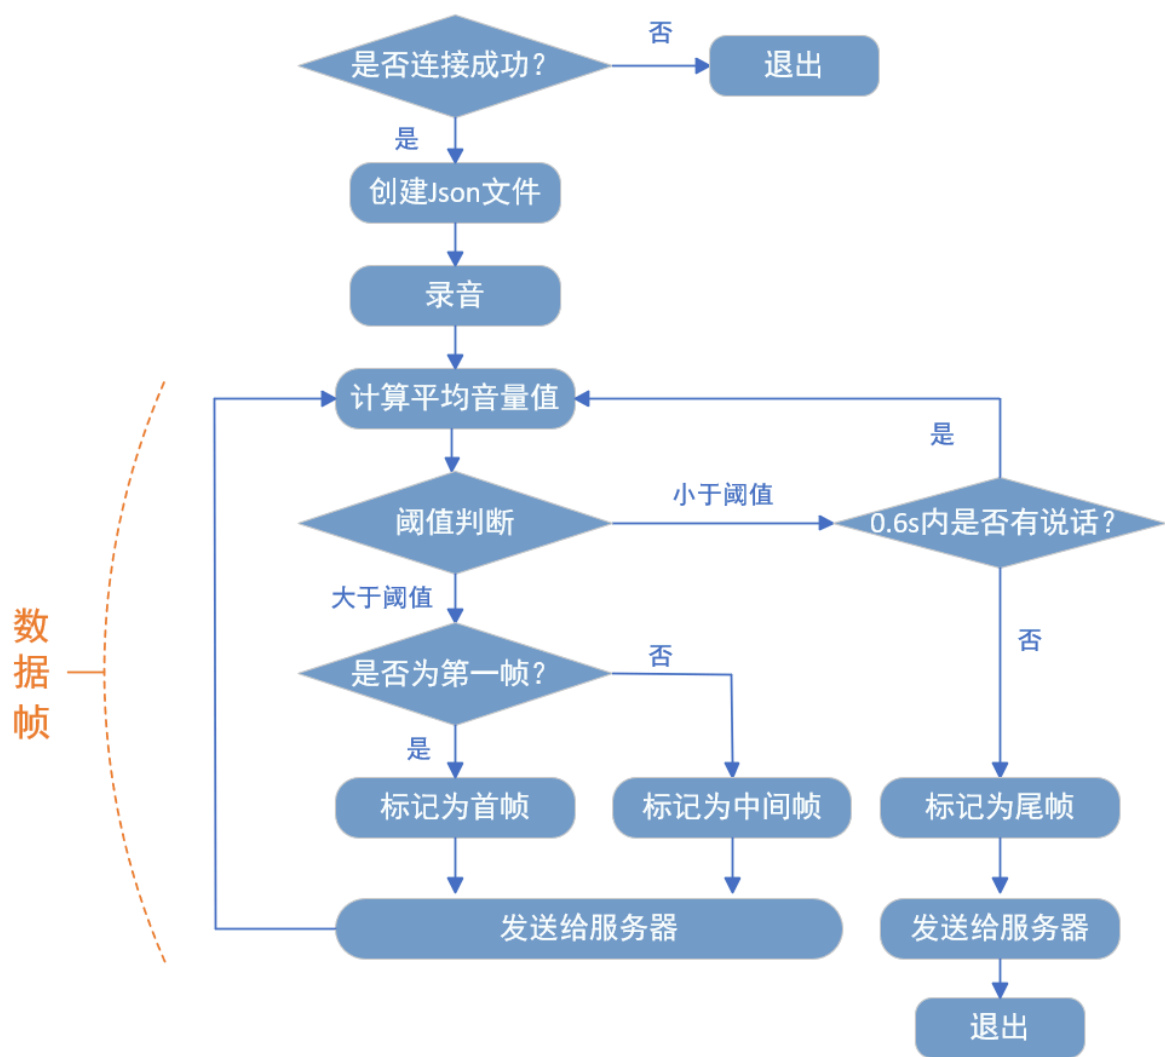 是否连接成功?
否
退出
是
创建Json文件
录音
计算平均音量值
是
阈值判断
小于阈值
0.6s内是否有说话?
大于阈值
数据帧
是否为第一帧?
否
否
是
标记为首帧
标记为中间帧
标记为尾帧
发送给服务器
发送给服务器
退出